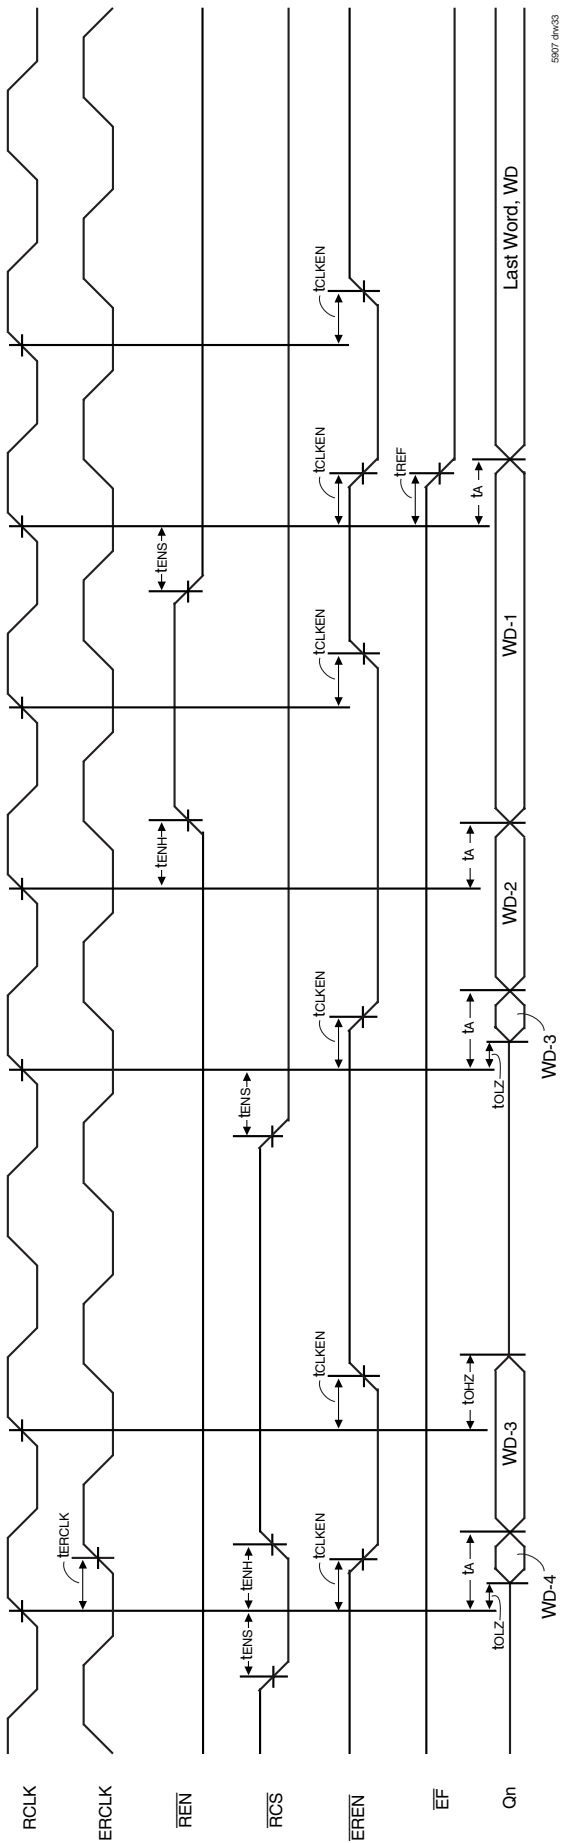 RCLK
tERCLK
ERCLK
tENH
tENS
REN
tENS
tENH
tENS
RCS
tCLKEN
tCLKEN
tCLKEN
tCLKEN
tCLKEN
tCLKEN
EREN
tREF
EF
tA
tOHZ
tA
tA
tA
tOLZ
tOLZ
Qn
WD-3
WD-2
WD-1
Last Word, WD
WD-4
WD-3
5907 drw33